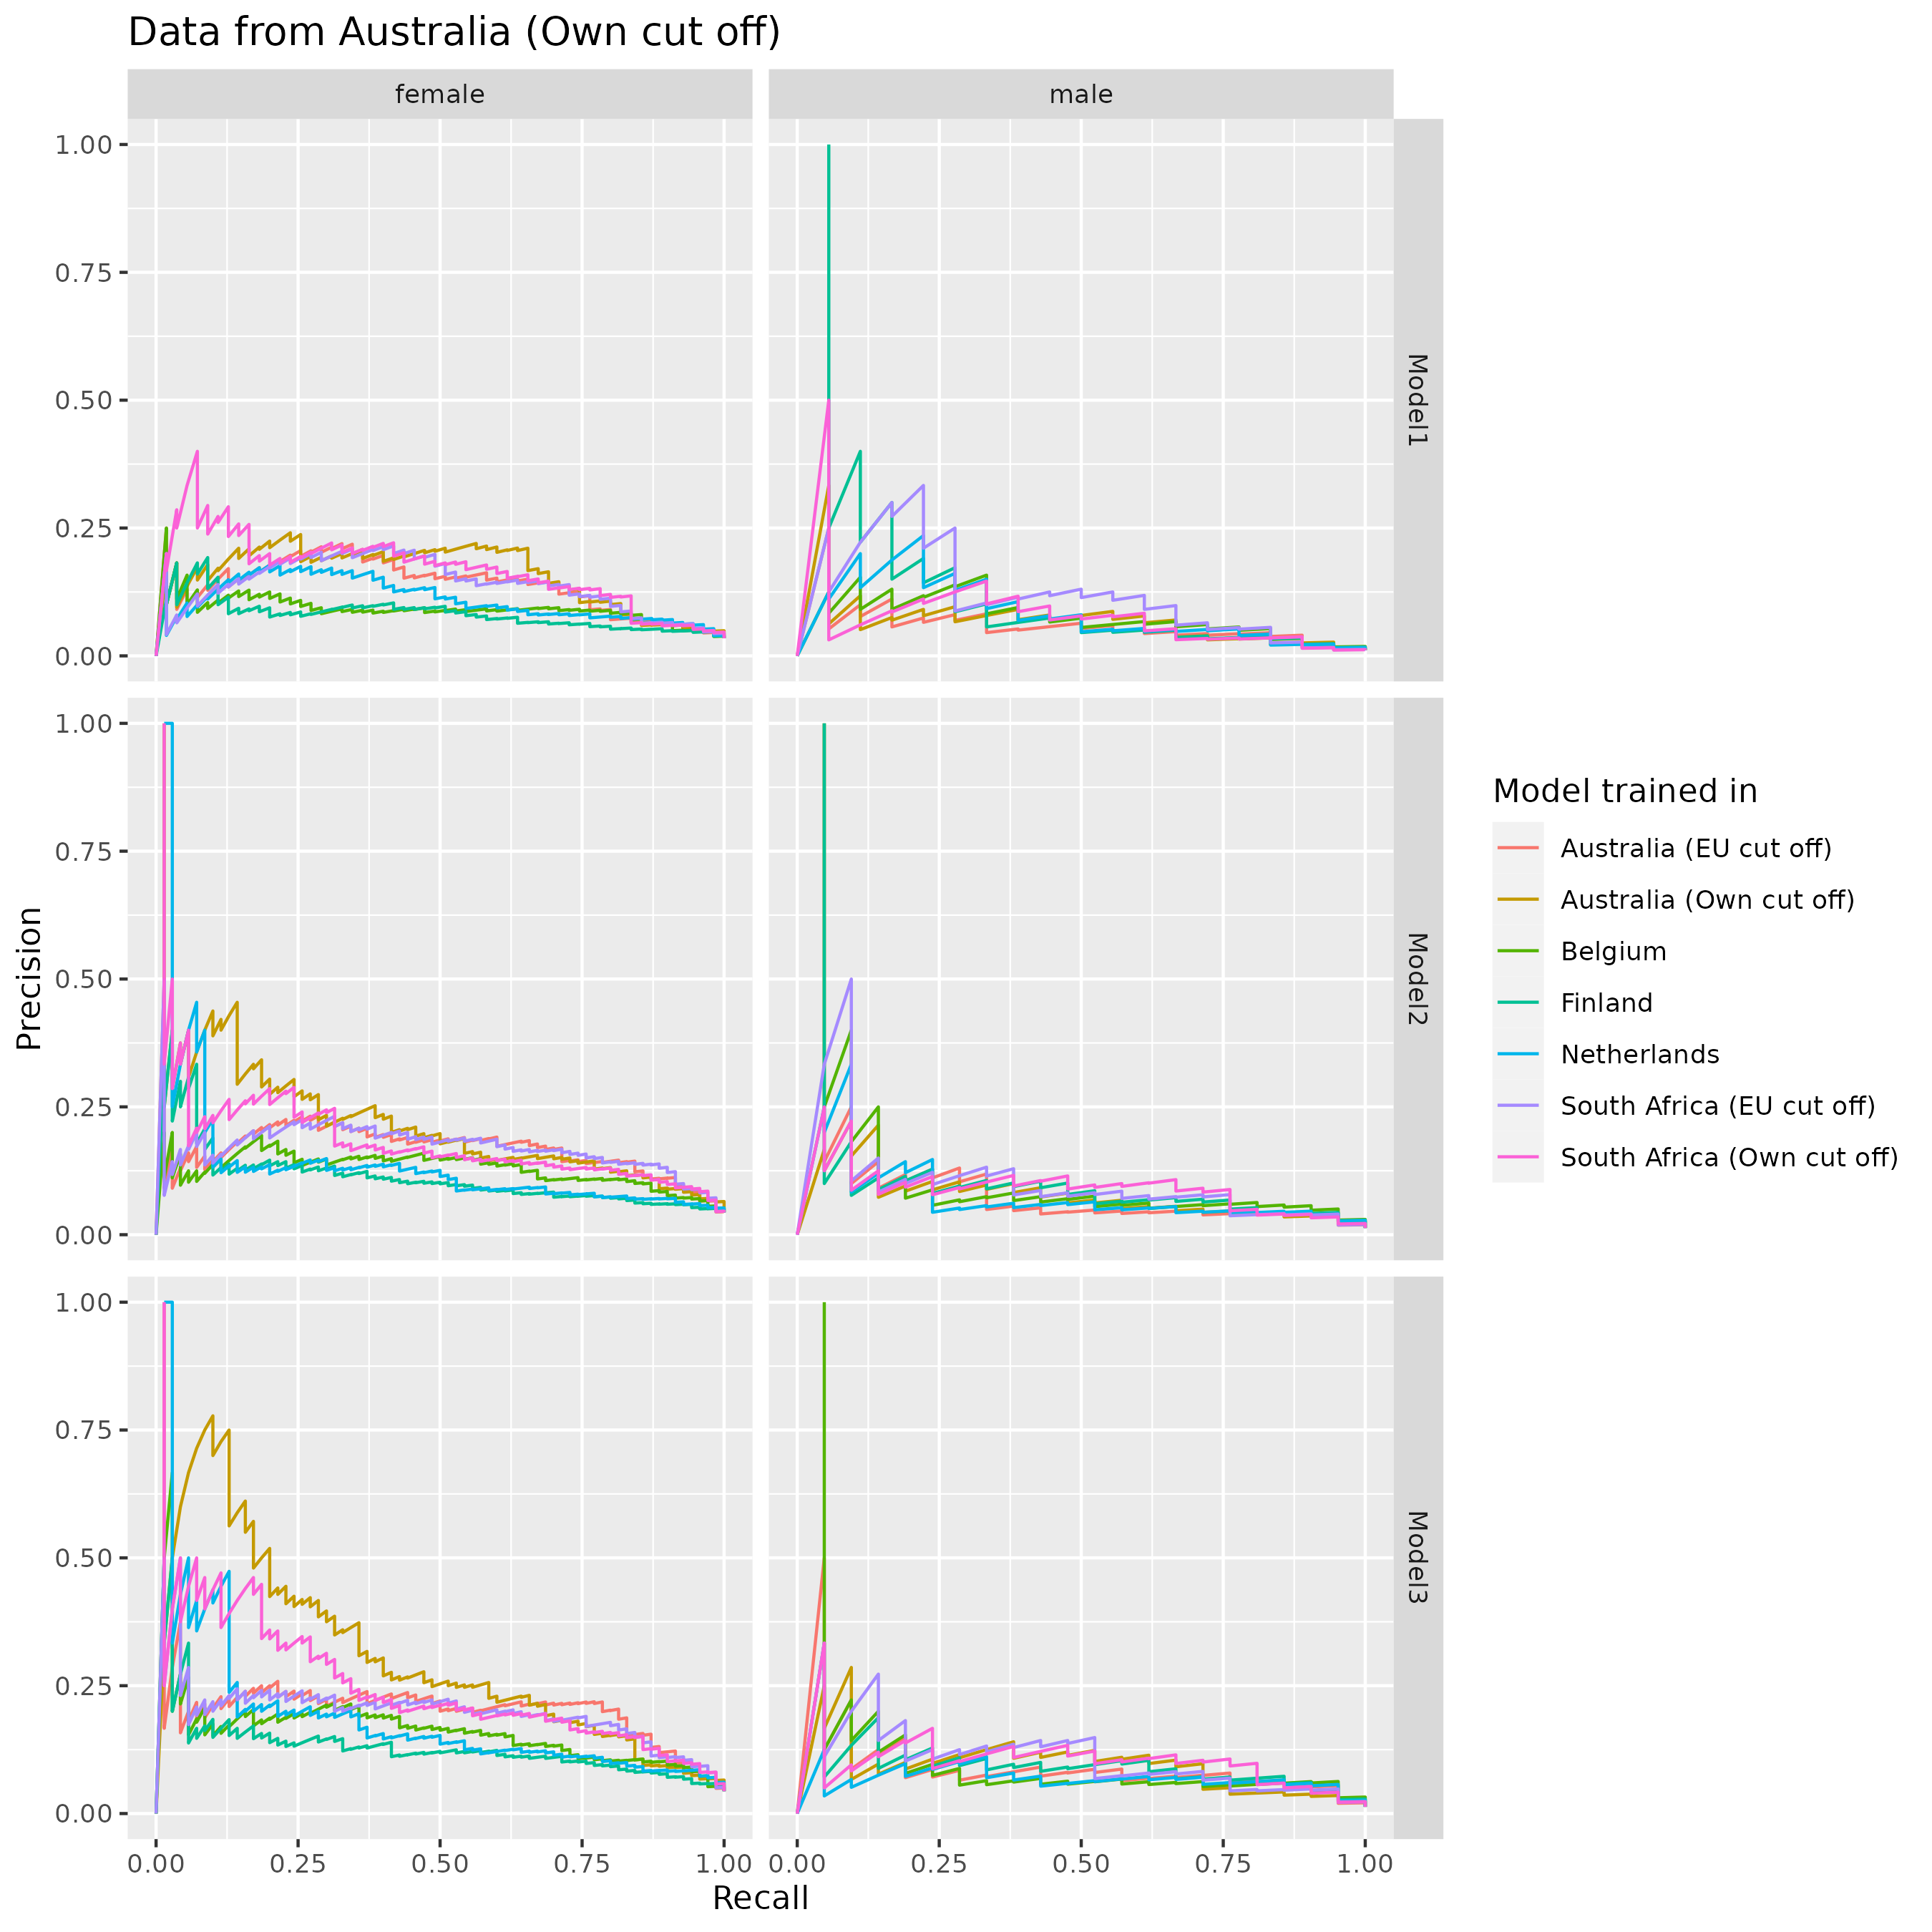 Data from Australia (Own cut off)
female
male
1.00
0.75
0.50
0.25
0.00
Model1
1.00
0.75
0.50
0.25
0.00
Model2
Precision
1.00
0.75
0.50
0.25
0.00
Model3
0.00 0.25 0.50 0.75 1.00 0.00 0.25 0.50 0.75 1.00
Recall
Model trained in
Australia (EU cut off)
Australia (Own cut off)
Belgium
Finland
Netherlands
South Africa (EU cut off)
South Africa (Own cut off)